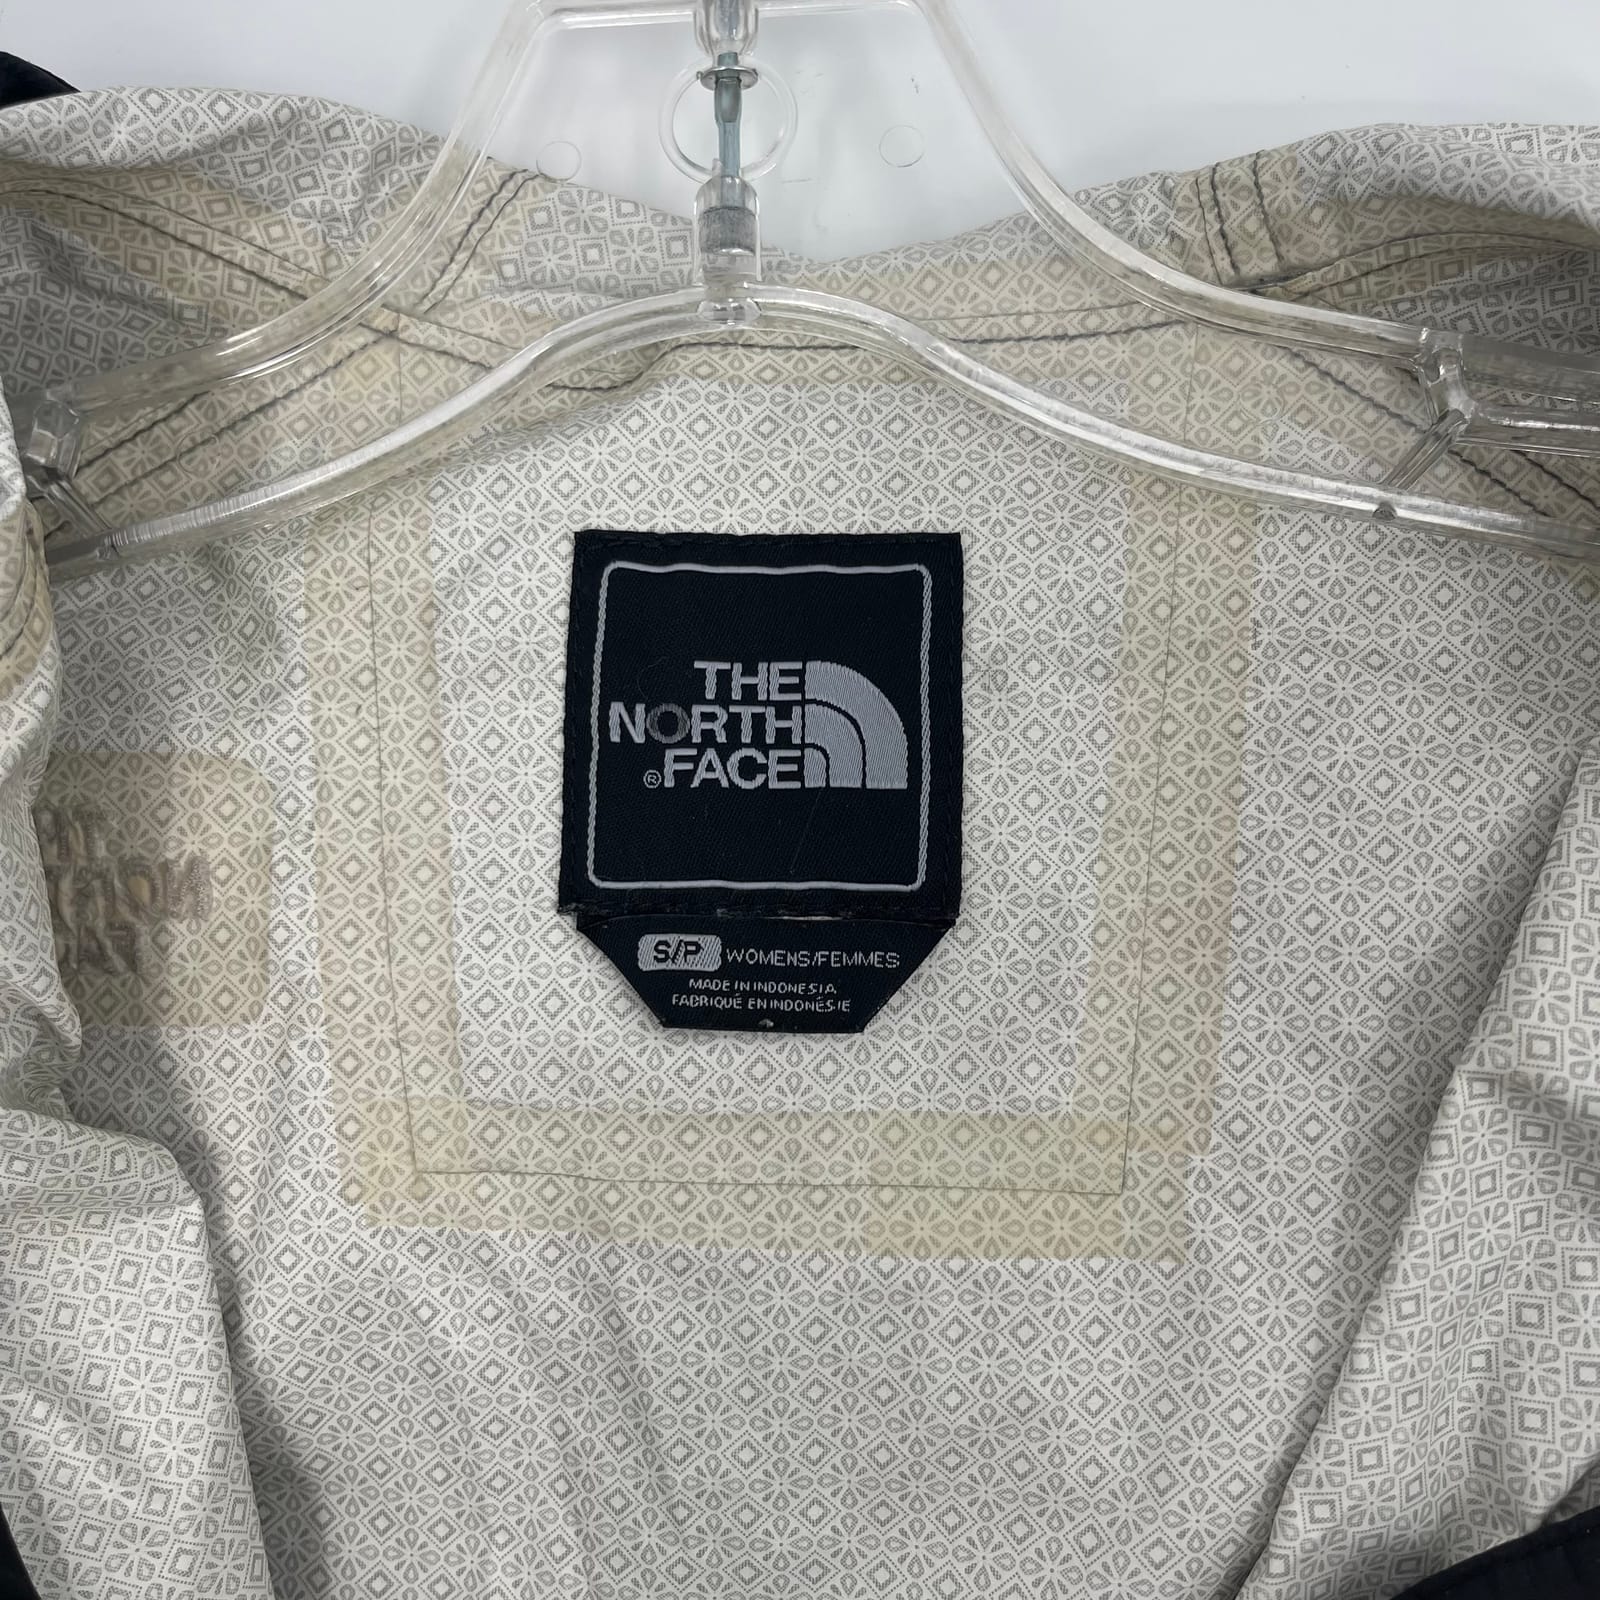 THE
NORTH
®FACE
S/P WOMENS/FEMMES
MADE IN INDONESIA
FABRIQUÉ EN INDONÉSIE